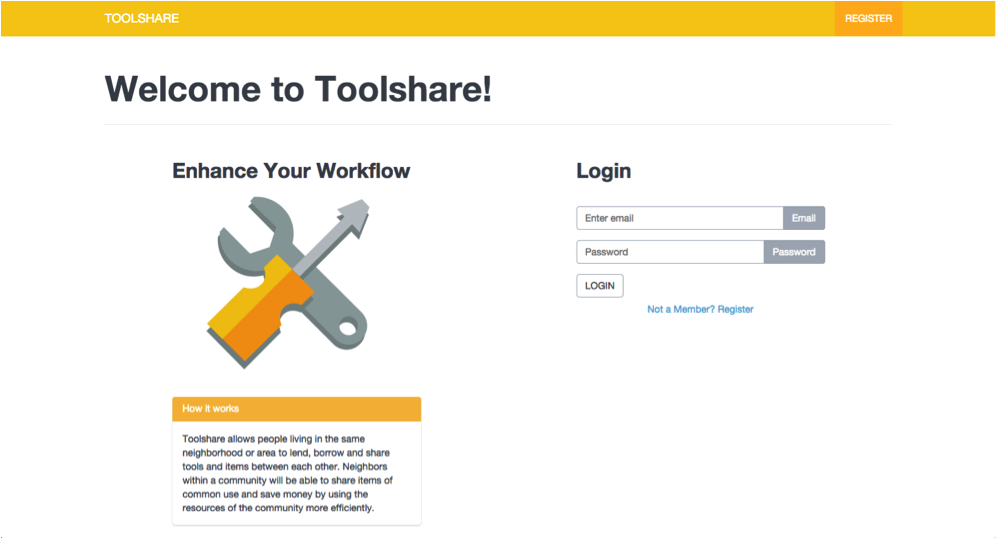 TOOLSHARE
REGISTER
Welcome to Toolshare!
Enhance Your Workflow
How it works
Toolshare allows people living in the same
neighborhood or area to lend, borrow and share
tools and items between each other. Neighbors
within a community will be able to share items of
common use and save money by using the
resources of the community more efficiently.
Login
Enter email
Email
Password
Password
LOGIN
Not a Member? Register